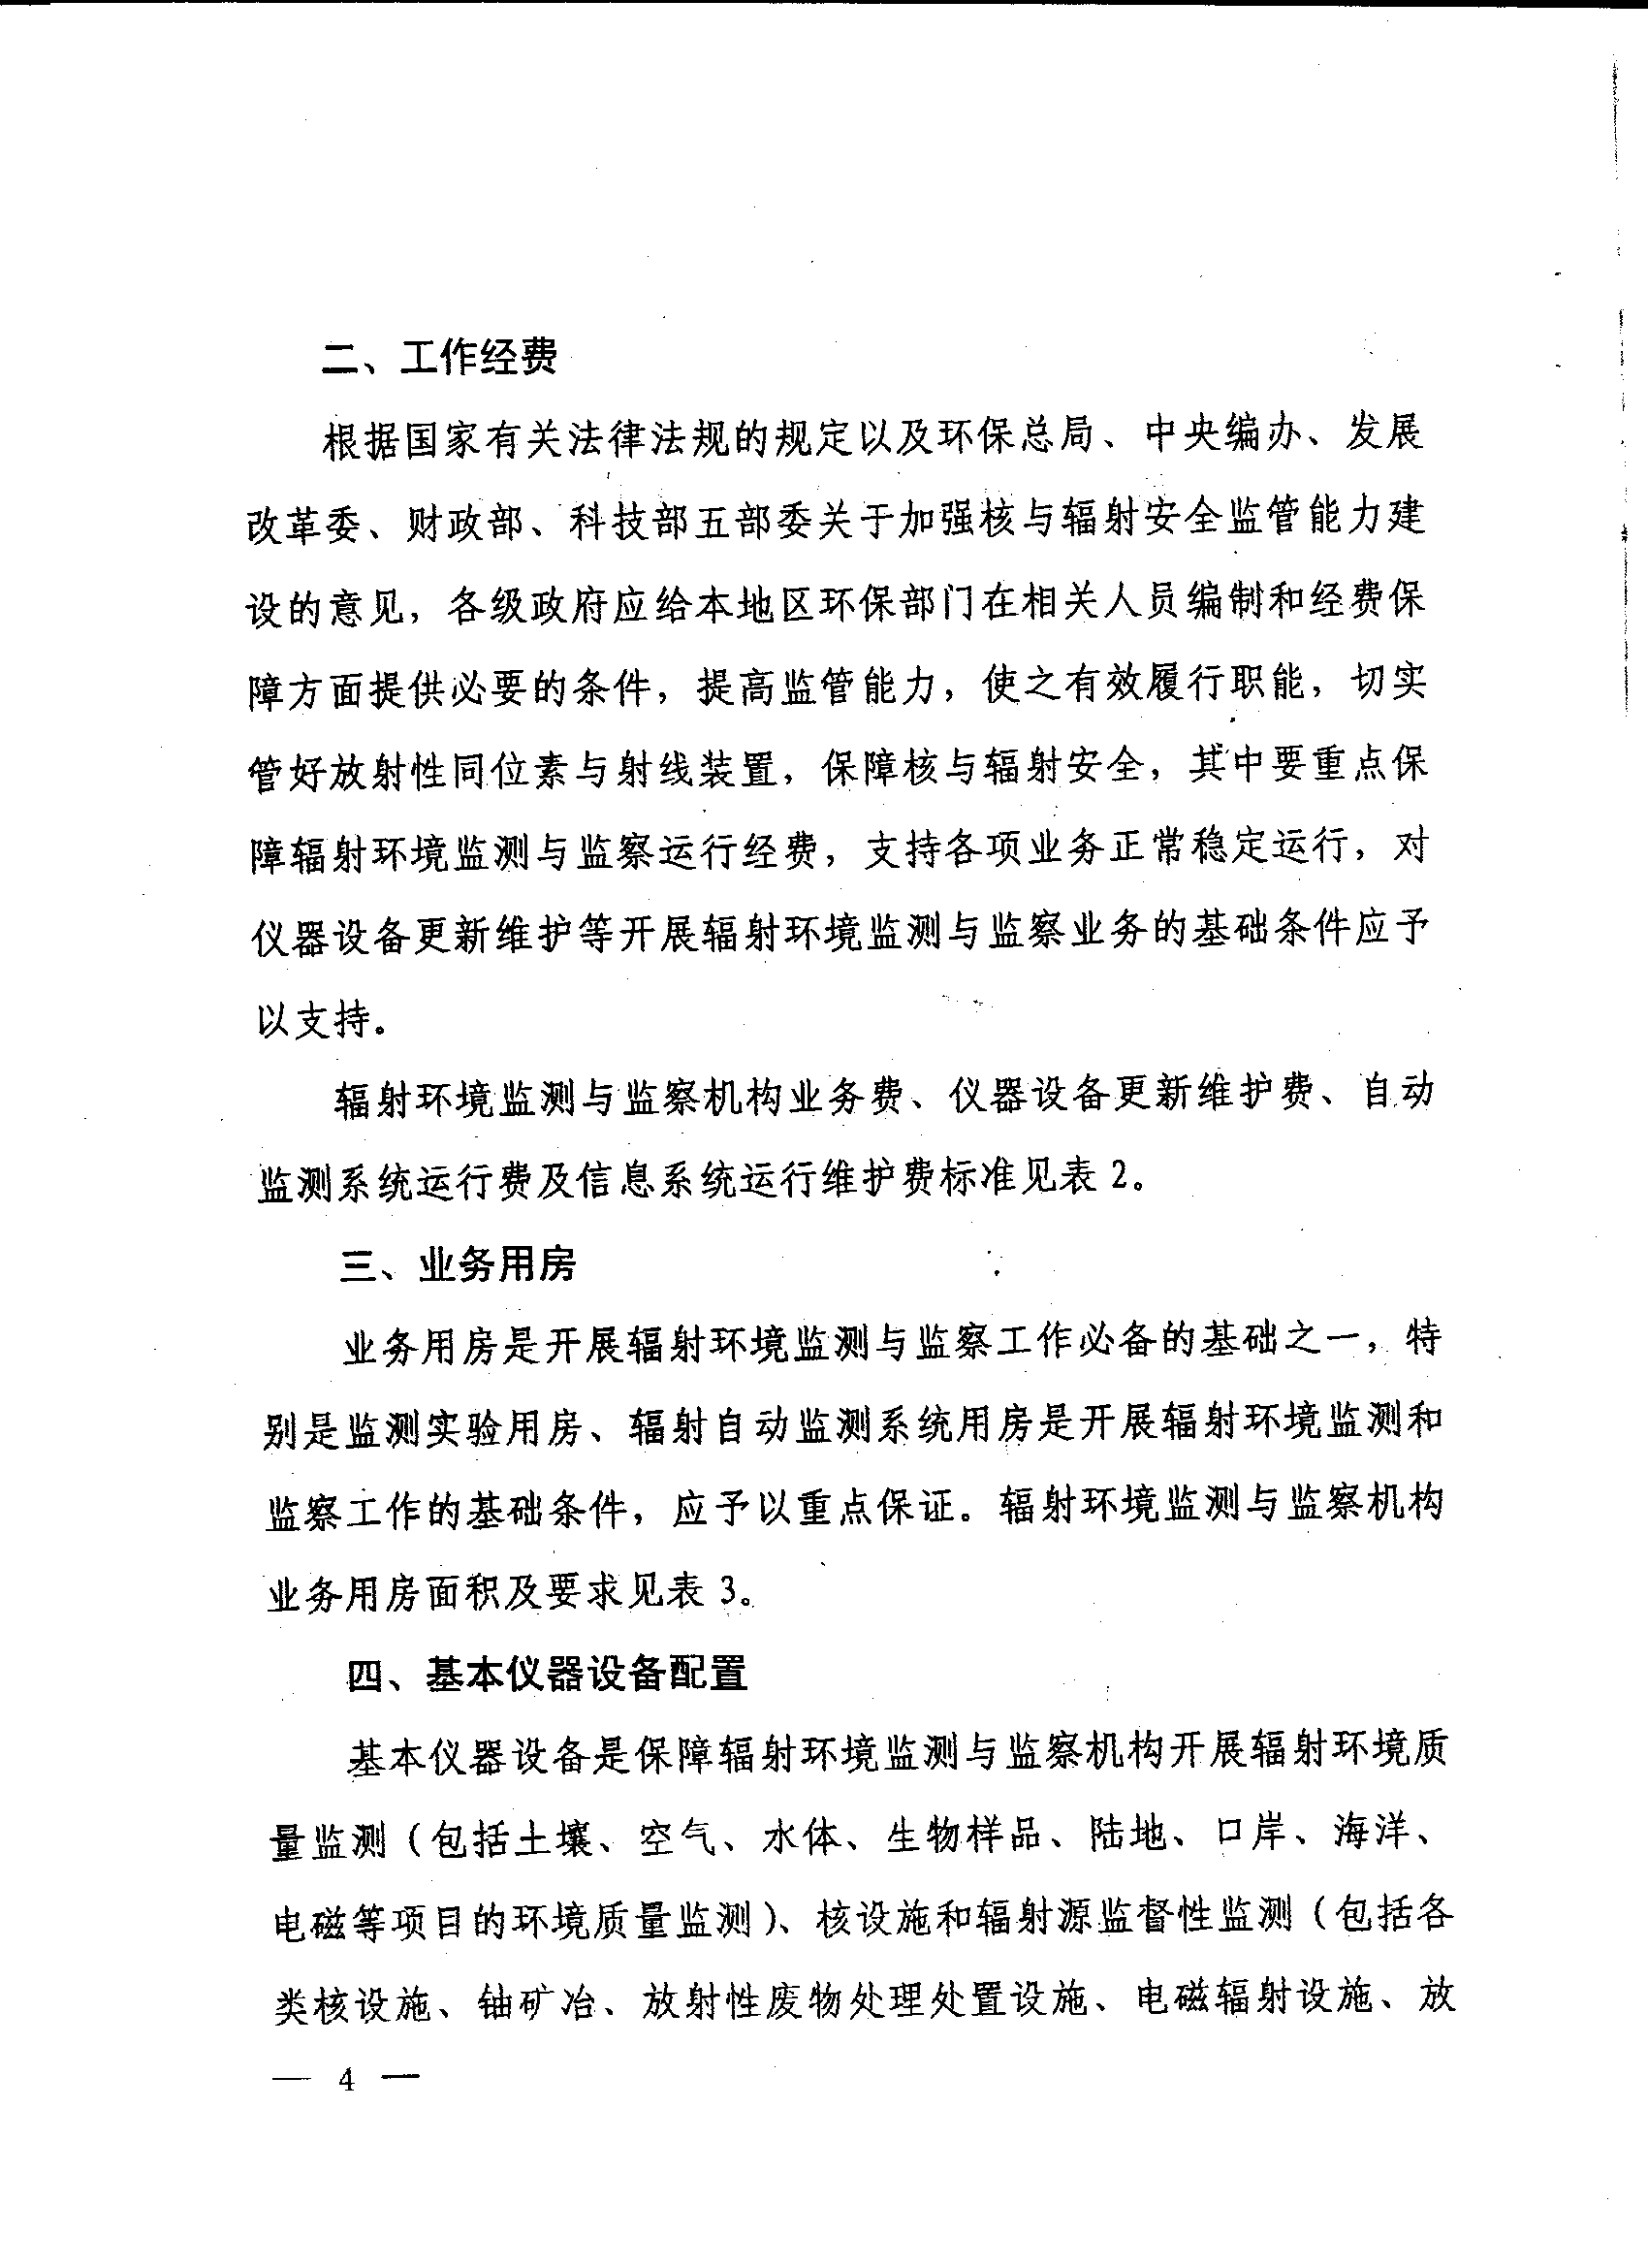 二、工作经费
根据国家有关法律法规的规定以及环保总局、中央编办、发展
改革委、财政部、科技部五部委关于加强核与辐射安全监管能力建
设的意见，各级政府应给本地区环保部门在相关人员编制和经费保
障方面提供必要的条件，提高监管能力，使之有效履行职能，切实
管好放射性同位素与射线装置，保障核与辐射安全，其中要重点保
障辐射环境监测与监察运行经费，支持各项业务正常稳定运行，对
仪器设备更新维护等开展辐射环境监测与监察业务的基础条件应予
以支持。
辐射环境监测与监察机构业务费、仪器设备更新维护费、自动
监测系统运行费及信息系统运行维护费标准见表 2。
三、业务用房
业务用房是开展辐射环境监测与监察工作必备的基础之一，特
别是监测实验用房、辐射自动监测系统用房是开展辐射环境监测和
监察工作的基础条件，应予以重点保证。辐射环境监测与监察机构
业务用房面积及要求见表 3。
四、基本仪器设备配置
基本仪器设备是保障辐射环境监测与监察机构开展辐射环境质
量监测（包括土壤、空气、水体、生物样品、陆地、口岸、海洋、
电磁等项目的环境质量监测）、核设施和辐射源监督性监测（包括各
类核设施、铀矿冶、放射性废物处理处置设施、电磁辐射设施、放
— 4 —